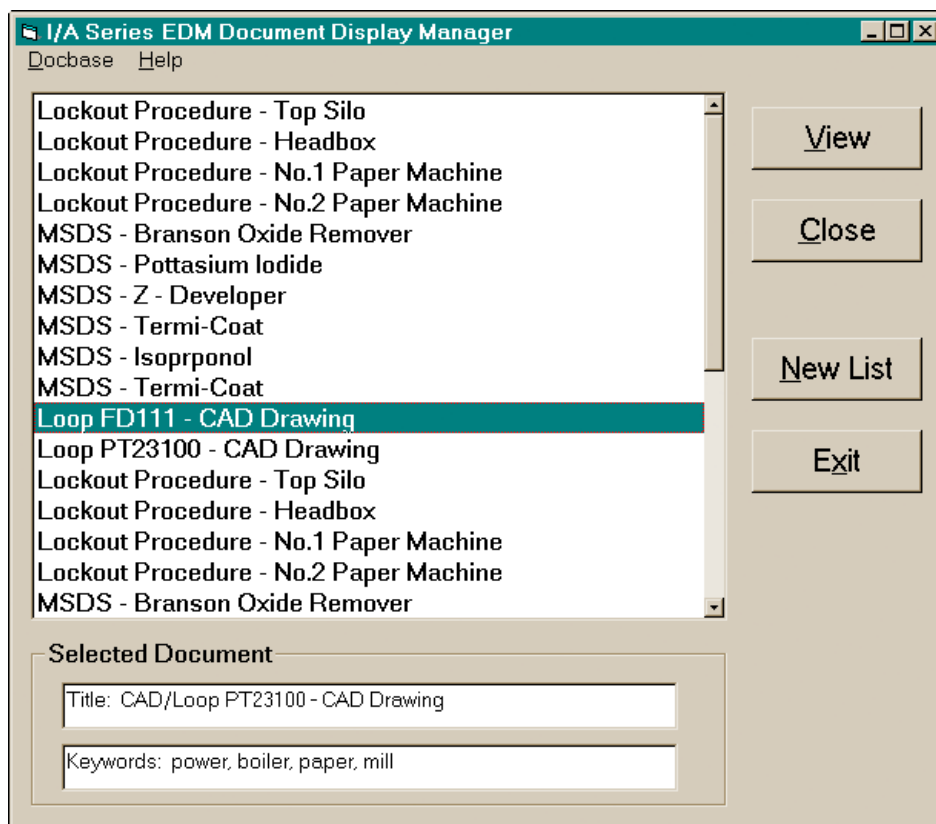 I/A Series EDM Document Display Manager
Docbase Help
Lockout Procedure - Top Silo
Lockout Procedure - Headbox
Lockout Procedure - No.1 Paper Machine
Lockout Procedure - No.2 Paper Machine
MSDS - Branson Oxide Remover
MSDS - Pottasium Iodide
MSDS - Z - Developer
MSDS - Termi-Coat
MSDS - Isoprponol
MSDS - Termi-Coat
Loop FD111 - CAD Drawing
Loop PT23100 - CAD Drawing
Lockout Procedure - Top Silo
Lockout Procedure - Headbox
Lockout Procedure - No.1 Paper Machine
Lockout Procedure - No.2 Paper Machine
MSDS - Branson Oxide Remover
View
Close
New List
Exit
Selected Document
Title: CAD/Loop PT23100 - CAD Drawing
Keywords: power, boiler, paper, mill